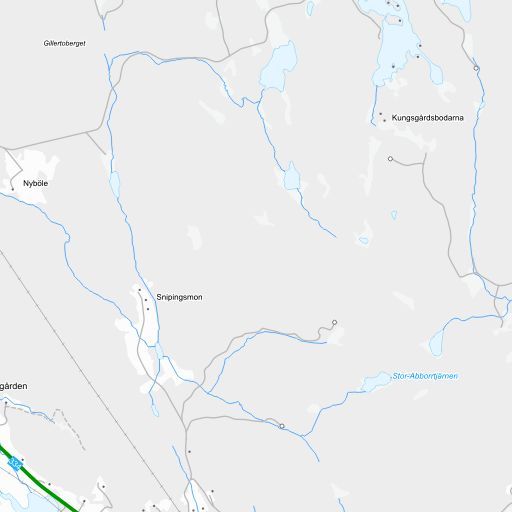 Gillertoberget
Kungsgårdsbodarna
Nyböle
Snipingsmon
Stor-Abborrtjärnen
gården